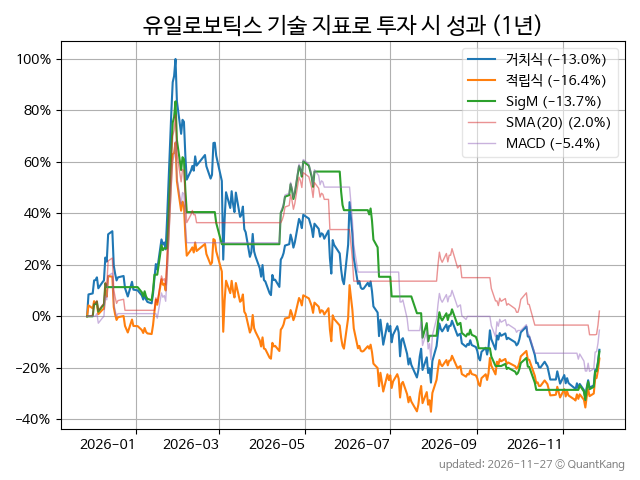 유일로보틱스 기술 지표로 투자 시 성과 (1년)
거치식 (−13.0%)
적립식 (−16.4%)
SigM (−13.7%)
SMA(20) (2.0%)
MACD (−5.4%)
100%
80%
60%
40%
20%
0%
−20%
−40%
2026-01 2026-03 2026-05 2026-07 2026-09 2026-11
updated: 2026-11-27 © QuantKang